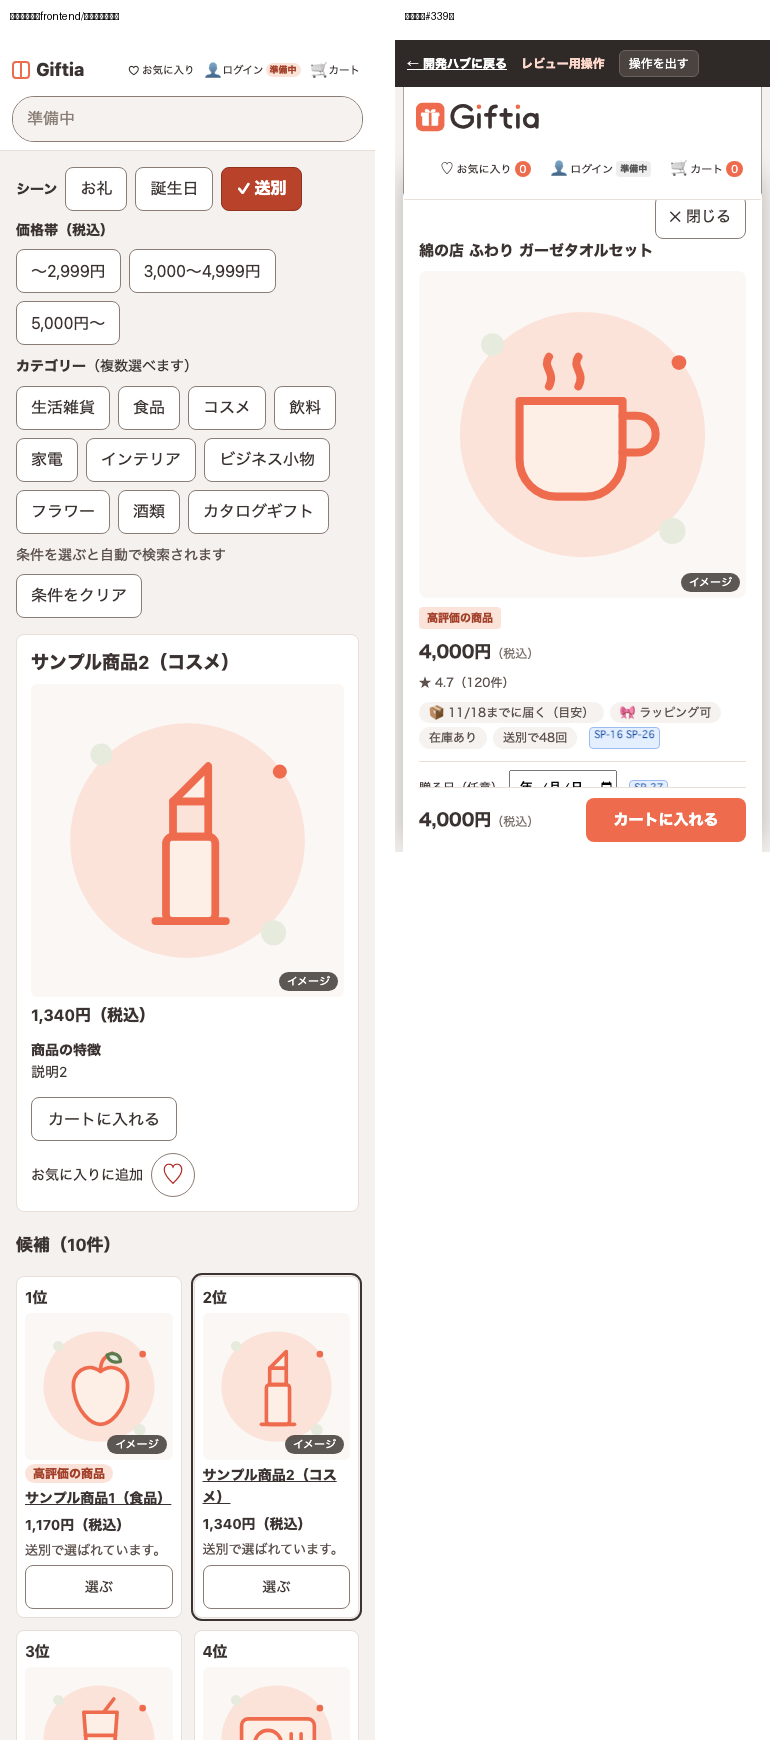 frontend/
#339
Giftia
♡ お気に入り 👤ログイン 準備中 🛒カート
準備中
シーン お礼 誕生日 ✓ 送別
価格帯（税込）
〜2,999円 3,000〜4,999円
5,000円〜
カテゴリー（複数選べます）
生活雑貨 食品 コスメ 飲料
家電 インテリア ビジネス小物
フラワー 酒類 カタログギフト
条件を選ぶと自動で検索されます
条件をクリア
サンプル商品2（コスメ）
イメージ
1,340円（税込）
商品の特徴
説明2
カートに入れる
お気に入りに追加 ♡
候補（10件）
1位
イメージ
高評価の商品
サンプル商品1（食品）
1,170円（税込）
送別で選ばれています。
選ぶ
2位
イメージ
サンプル商品2（コス
メ）
1,340円（税込）
送別で選ばれています。
選ぶ
3位
4位
← 開発ハブに戻る レビュー用操作 操作を出す
Giftia
♡ お気に入り 0 👤 ログイン 準備中 🛒 カート 0
× 閉じる
綿の店 ふわり ガーゼタオルセット
イメージ
高評価の商品
4,000円（税込）
★ 4.7（120件）
📦 11/18までに届く（目安） 🎀 ラッピング可
在庫あり 送別で48回 SP-16 SP-26
贈る日（任意） 年 /月/日 SP-27
4,000円（税込） カートに入れる